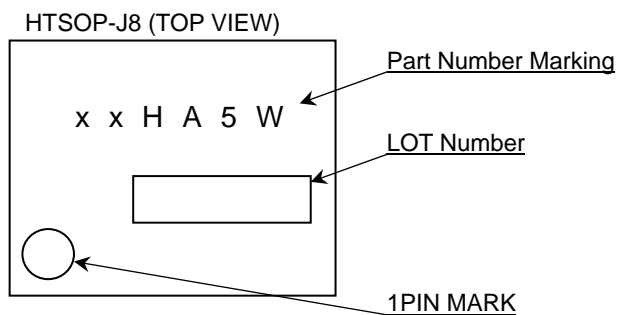 HTSOP-J8 (TOP VIEW)
Part Number Marking
x x H A 5 W
LOT Number
1PIN MARK